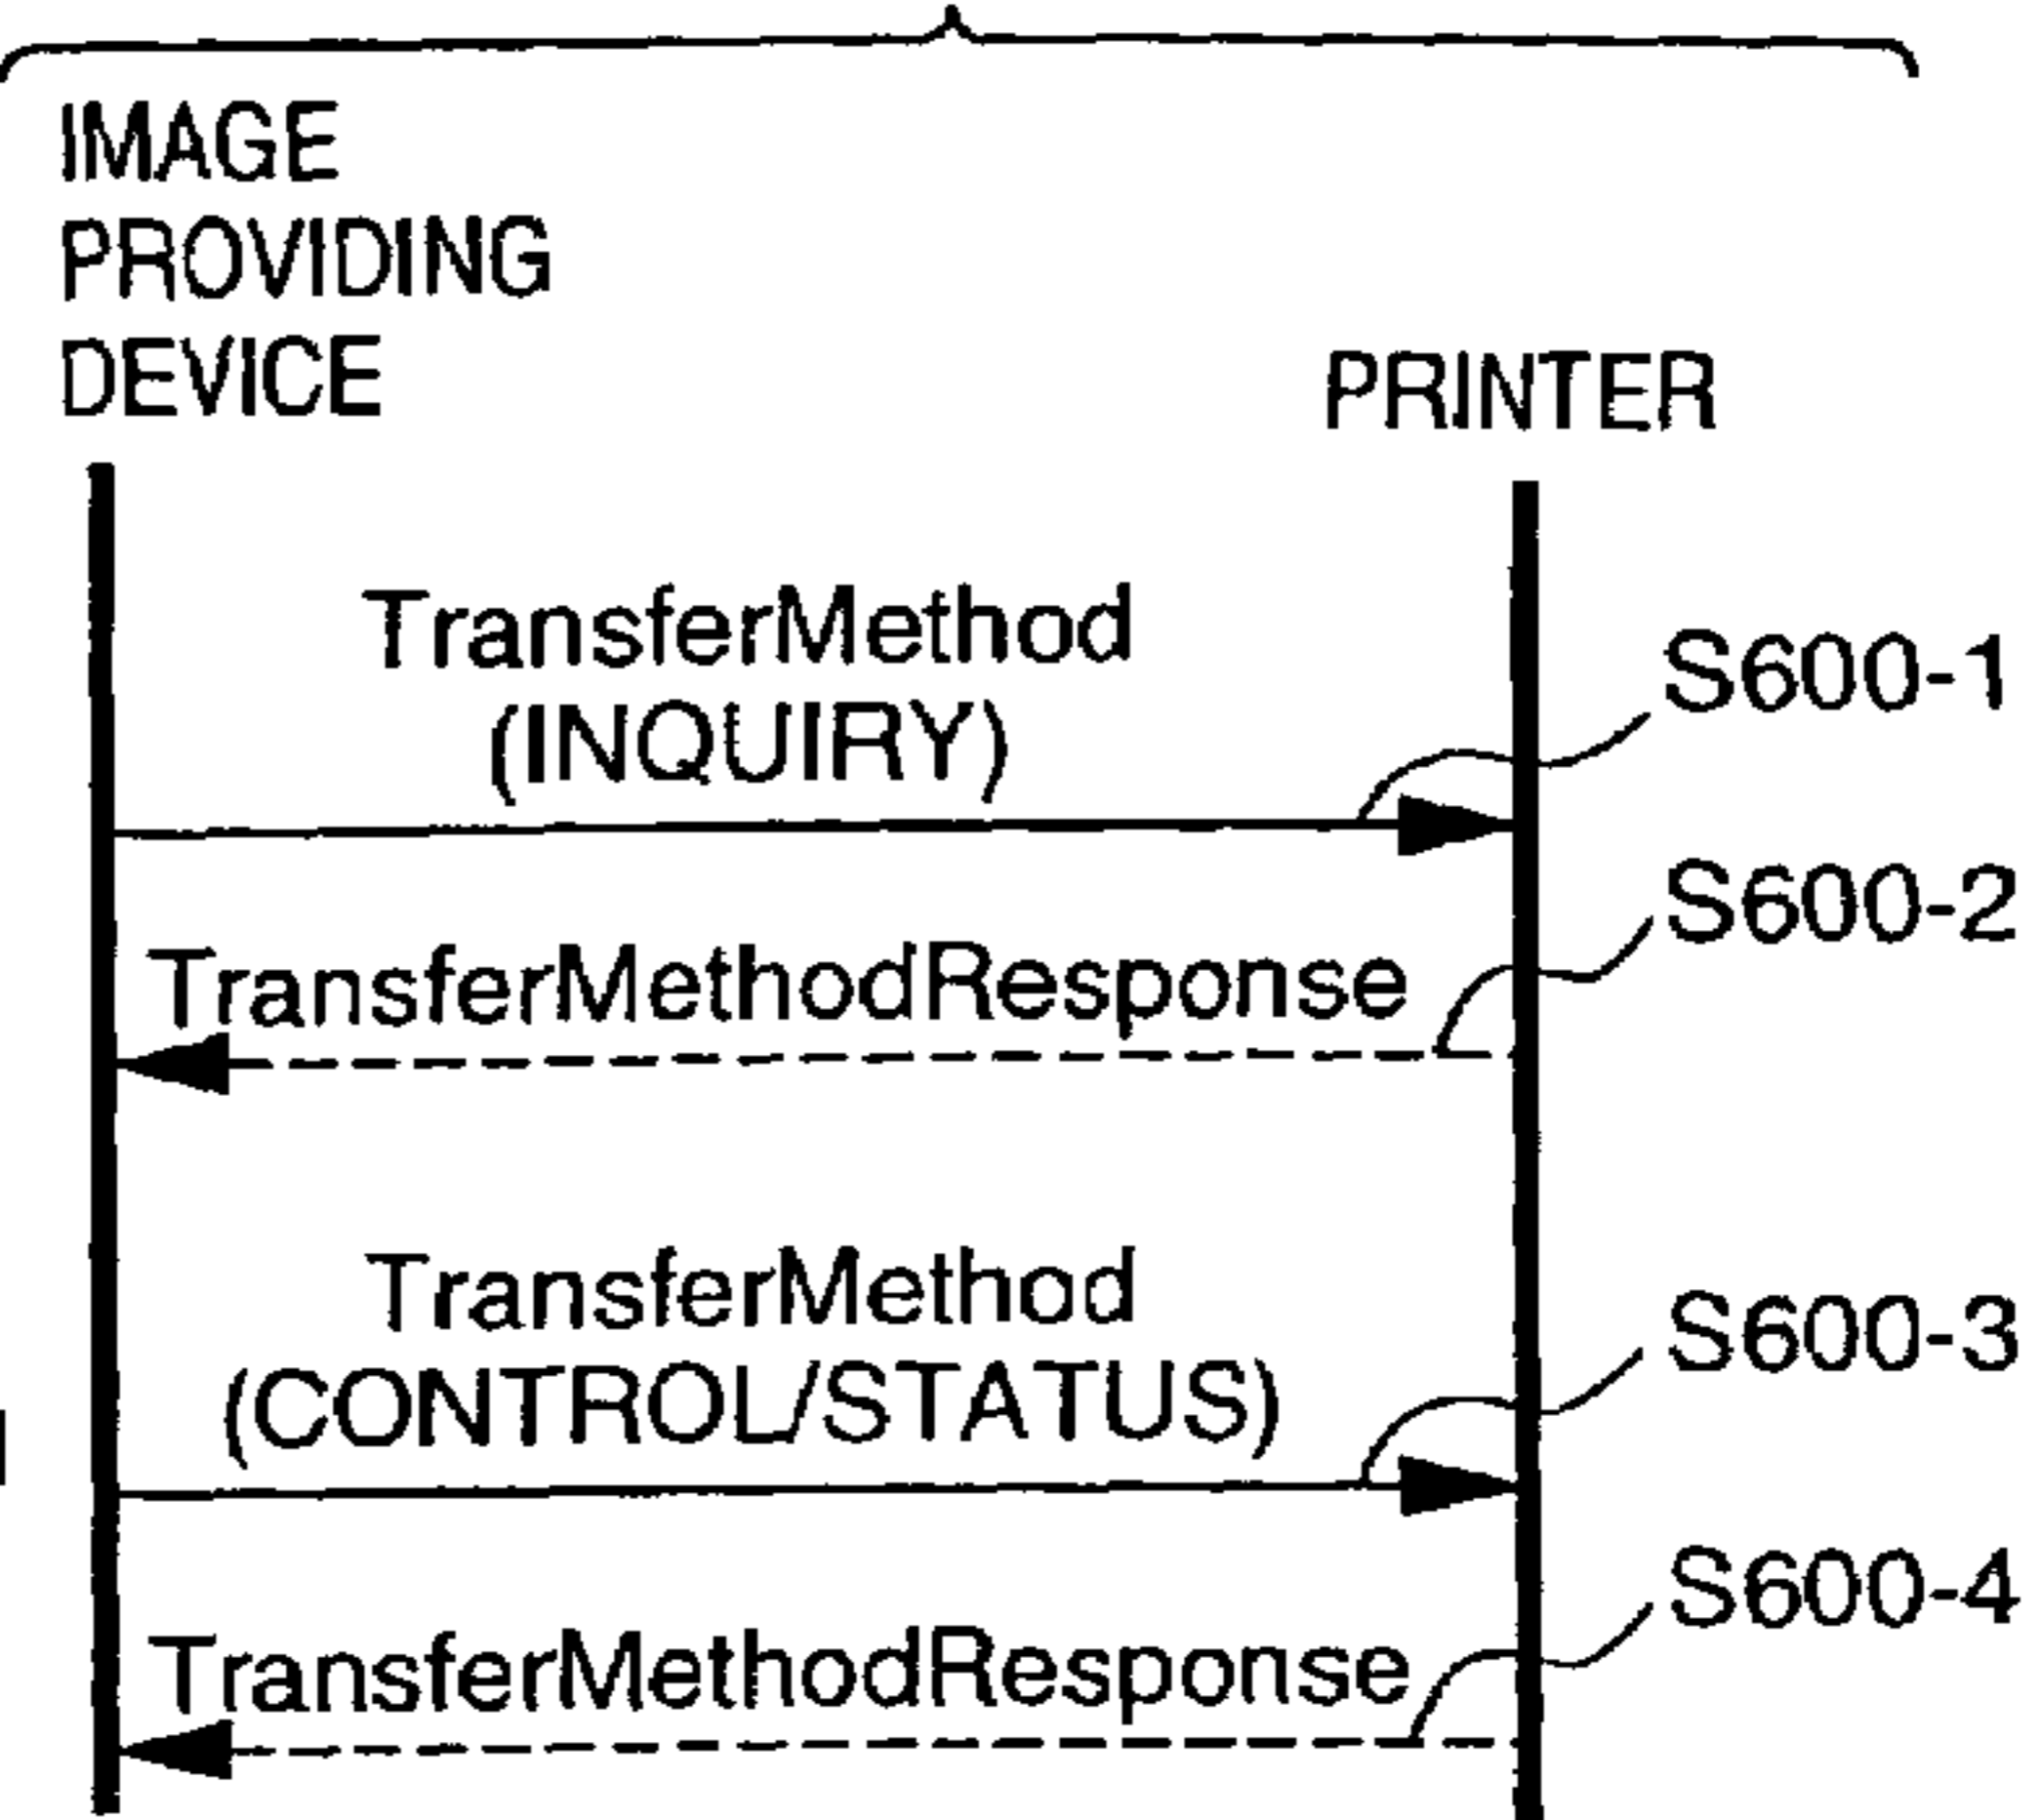 IMAGE
PROVIDING
DEVICE
PRINTER
TransferMethod
(INQUIRY)
S600-1
S600-2
TransferMethodResponse
TransferMethod
(CONTROL/STATUS)
S600-3
S600-4
TransferMethodResponse